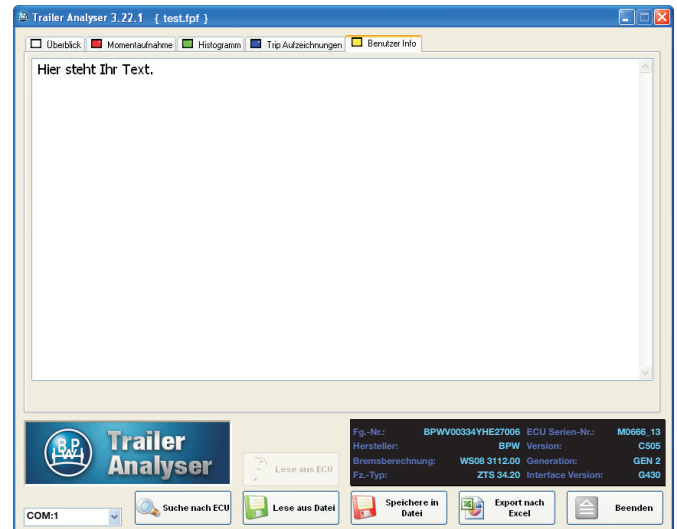 Trailer Analyser 3.22.1 { test.fpf }
Überblick Momentaufnahme Histogramm Trip Aufzeichnungen Benutzer Info
Hier steht Ihr Text.
BPW
Trailer
Analyser
Lese aus ECU
Fg.-Nr.: BPWV00334YHE27006 ECU Serien-Nr.: M0666_13
Hersteller: BPW Version: C505
Bremsberechnung: WS08 3112.00 Generation: GEN 2
Fz.-Typ: ZTS 34.20 Interface Version: G430
COM:1
Suche nach ECU
Lese aus Datei
Speichere in
Datei
Export nach
Excel
Beenden